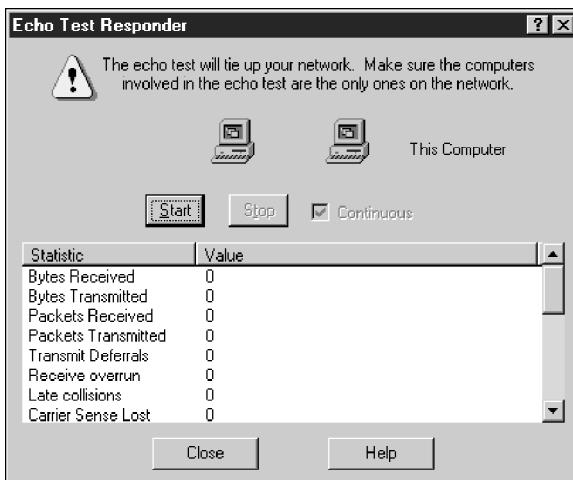 Echo Test Responder
The echo test will tie up your network. Make sure the computers
involved in the echo test are the only ones on the network.
This Computer
Start Stop Continuous
Statistic Value
Bytes Received 0
Bytes Transmitted 0
Packets Received 0
Packets Transmitted 0
Transmit Deferrals 0
Receive overrun 0
Late collisions 0
Carrier Sense Lost 0
Close Help